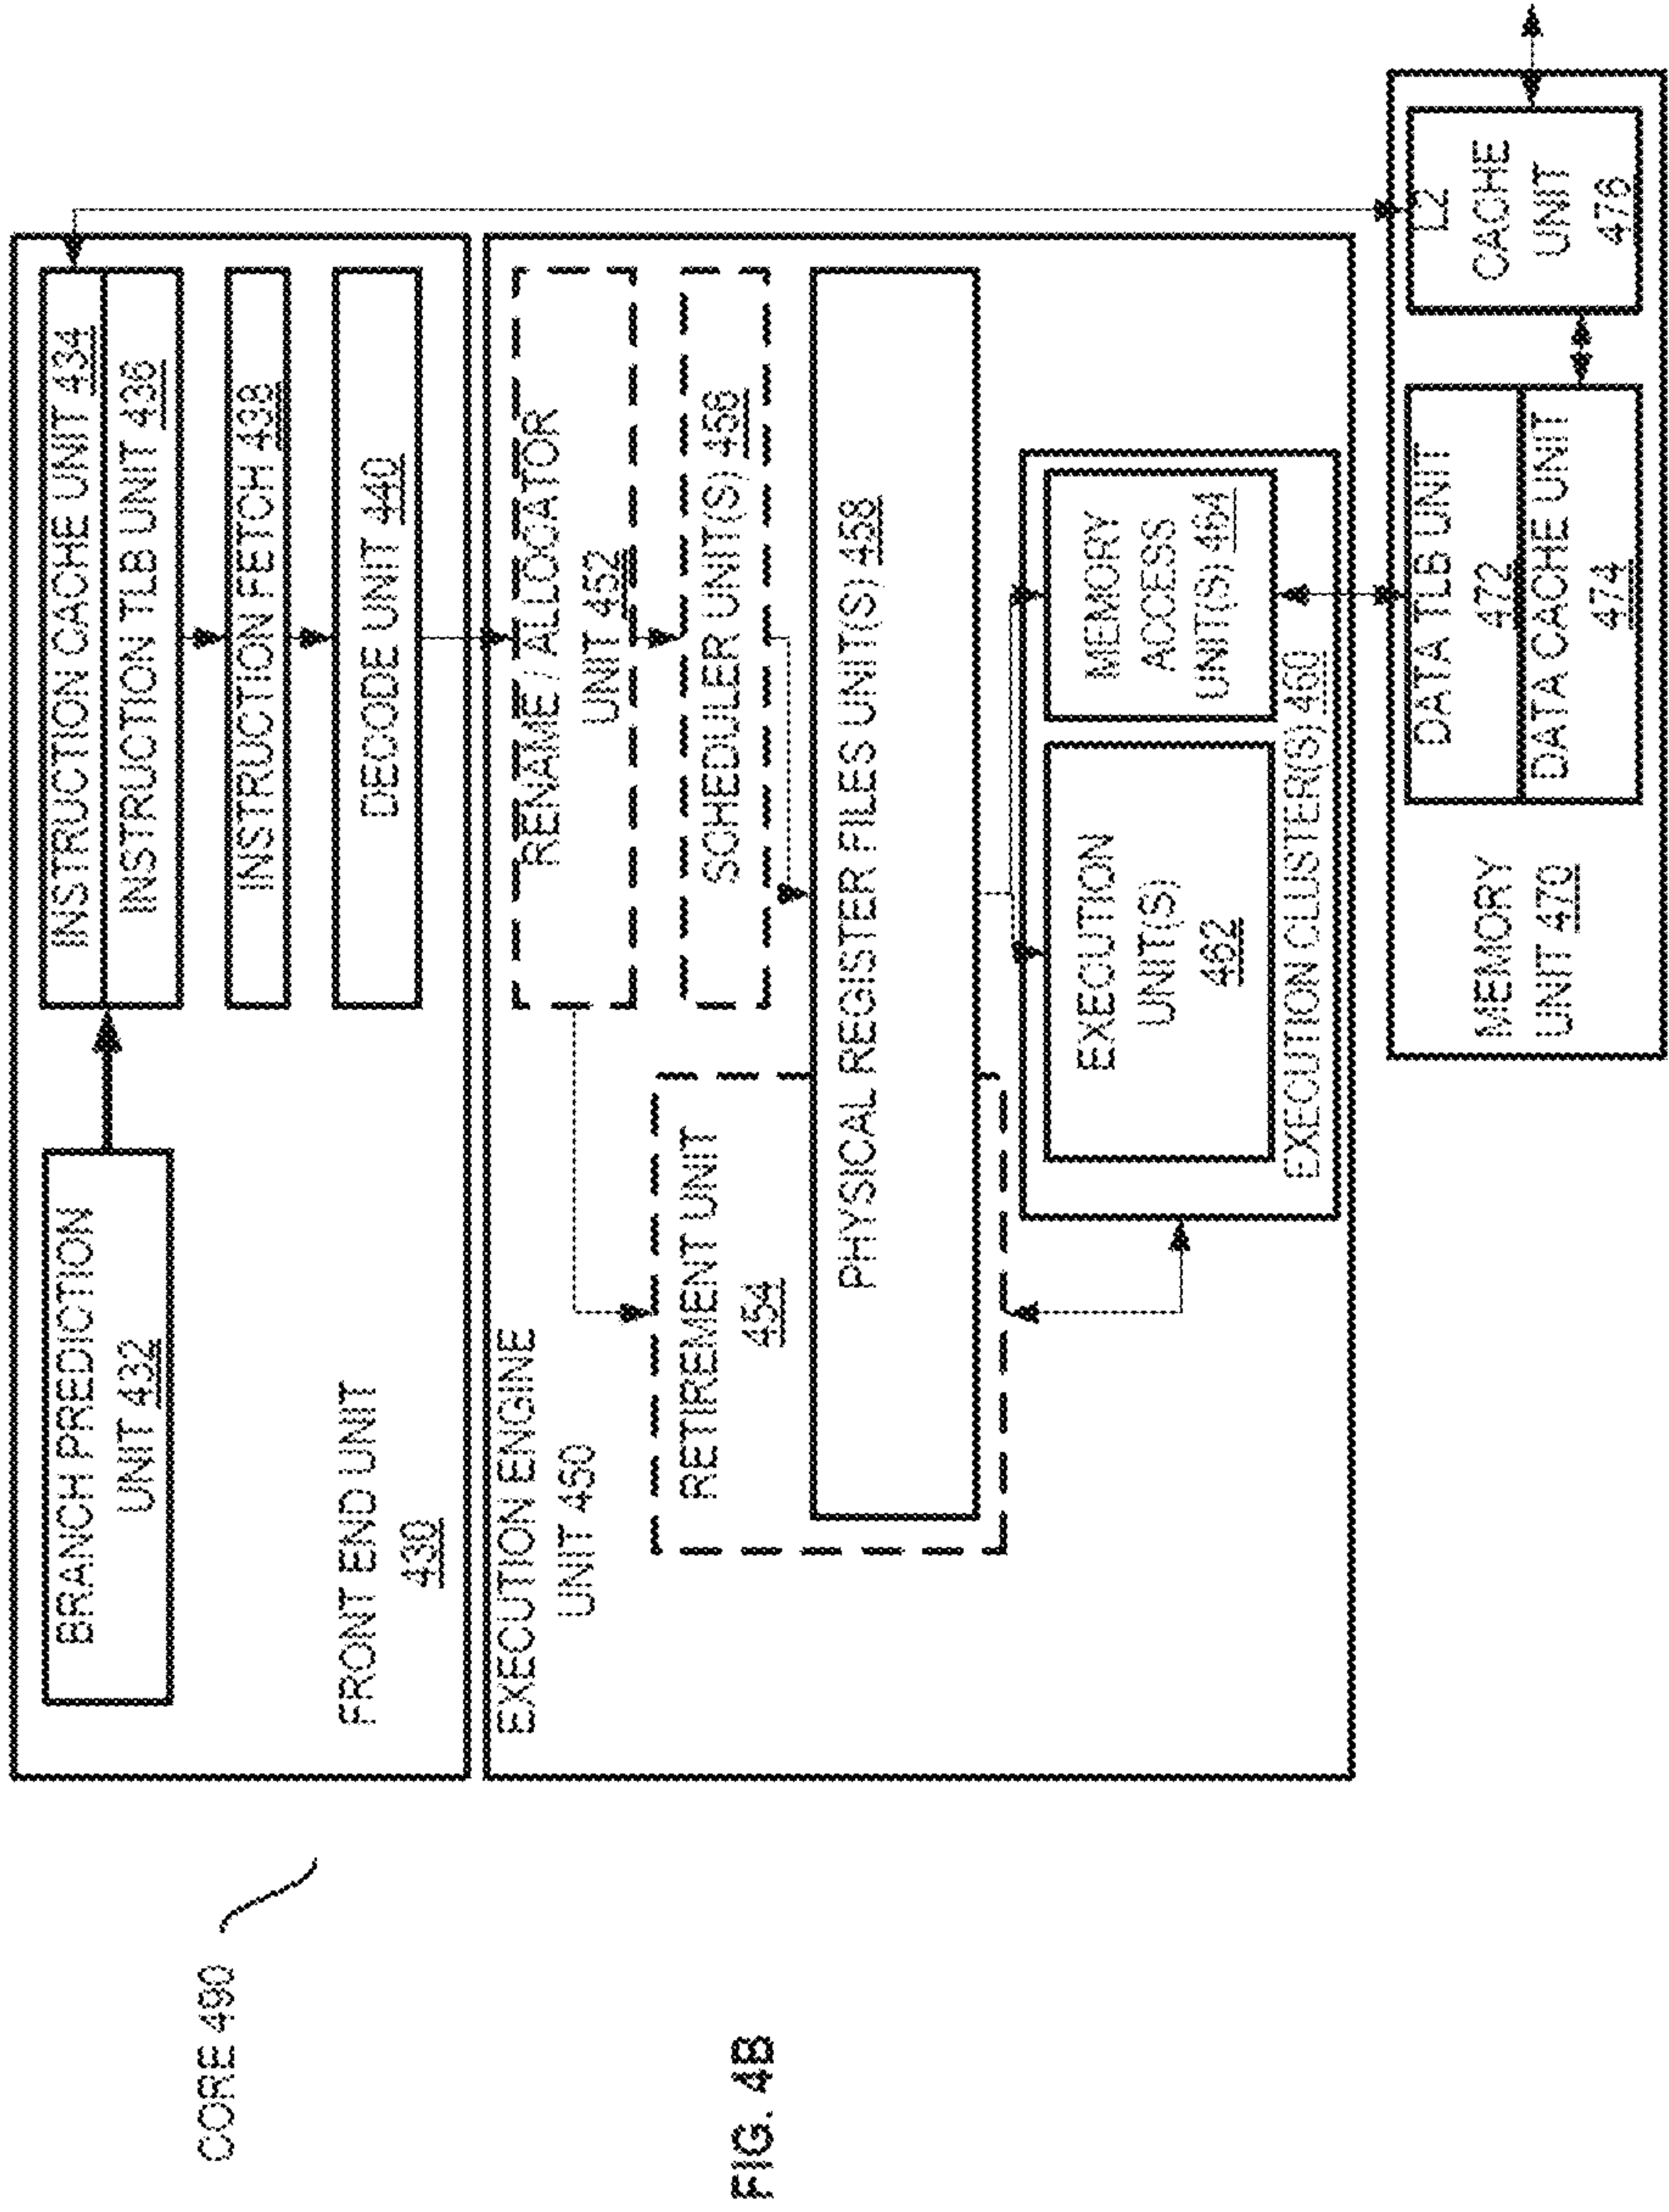 BRANCH PREDICTION
UNIT 432
INSTRUCTION CACHE UNIT 434
INSTRUCTION TLB UNIT 436
INSTRUCTION FETCH 438
DECODE UNIT 440
FRONT END UNIT
430
EXECUTION ENGINE
UNIT 450
RENAME / ALLOCATOR
UNIT 452
RETIREMENT UNIT
454
SCHEDULER UNIT(S) 456
PHYSICAL REGISTER FILES UNIT(S) 458
EXECUTION
UNIT(S)
462
MEMORY
ACCESS
UNIT(S) 464
EXECUTION CLUSTER(S) 460
MEMORY
UNIT 470
DATA TLB UNIT
472
DATA CACHE UNIT
474
L2
CACHE
UNIT
476
CORE 490
FIG. 4B